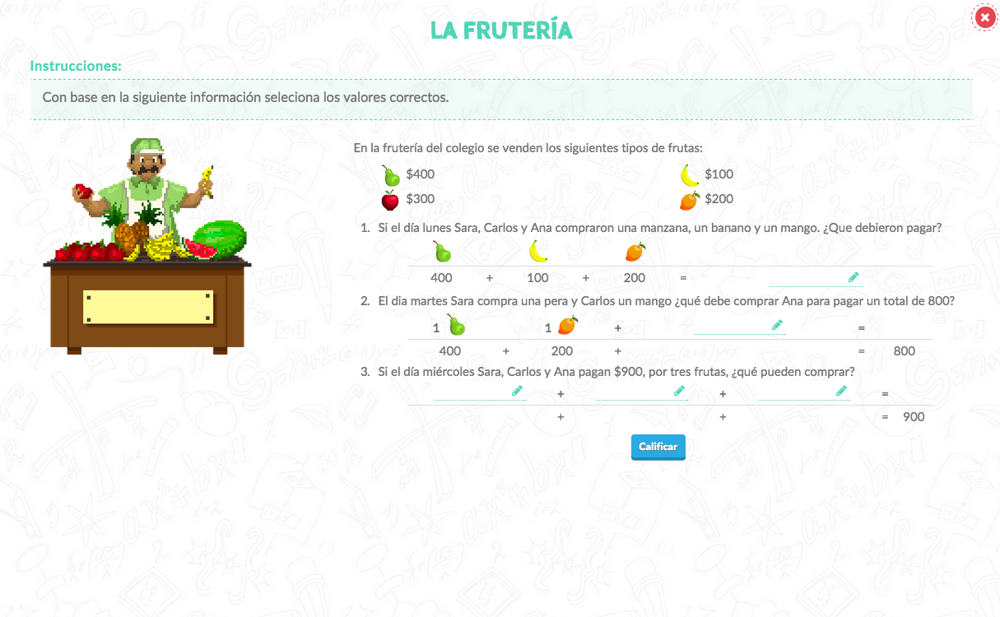 LA FRUTERÍA
Instrucciones:
Con base en la siguiente información seleciona los valores correctos.
En la frutería del colegio se venden los siguientes tipos de frutas:
$400 $100
$300 $200
1. Si el día lunes Sara, Carlos y Ana compraron una manzana, un banano y un mango. ¿Que debieron pagar?
400 + 100 + 200 =
2. El dia martes Sara compra una pera y Carlos un mango ¿qué debe comprar Ana para pagar un total de 800?
1 1 + =
400 + 200 + = 800
3. Si el día miércoles Sara, Carlos y Ana pagan $900, por tres frutas, ¿qué pueden comprar?
+ + =
+ + = 900
Calificar